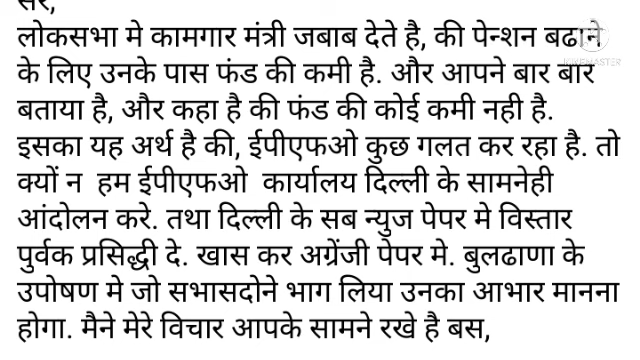 सर,
लोकसभा मे कामगार मंत्री जबाब देते है, की पेन्शन बढाने
के लिए उनके पास फंड की कमी है. और आपने बार बार
बताया है, और कहा है की फंड की कोई कमी नही है.
इसका यह अर्थ है की, ईपीएफओ कुछ गलत कर रहा है. तो
क्यों न हम ईपीएफओ कार्यालय दिल्ली के सामनेही
आंदोलन करे. तथा दिल्ली के सब न्युज पेपर मे विस्तार
पुर्वक प्रसिद्धी दे. खास कर अग्रेंजी पेपर मे. बुलढाणा के
उपोषण मे जो सभासदोने भाग लिया उनका आभार मानना
होगा. मैने मेरे विचार आपके सामने रखे है बस,
KINEMASTER